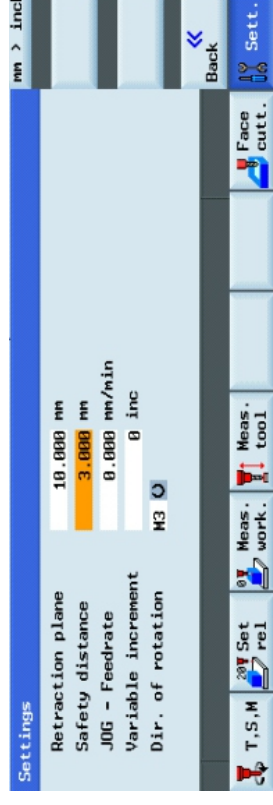 Settings
mm > inch
Retraction plane 10.000 mm
Safety distance 3.000 mm
JOG - Feedrate 0.000 mm/min
Variable increment 0 inc
Dir. of rotation M3
«
Back
T,S,M
Set rel
Meas. work.
Meas. tool
Face cutt.
Sett.